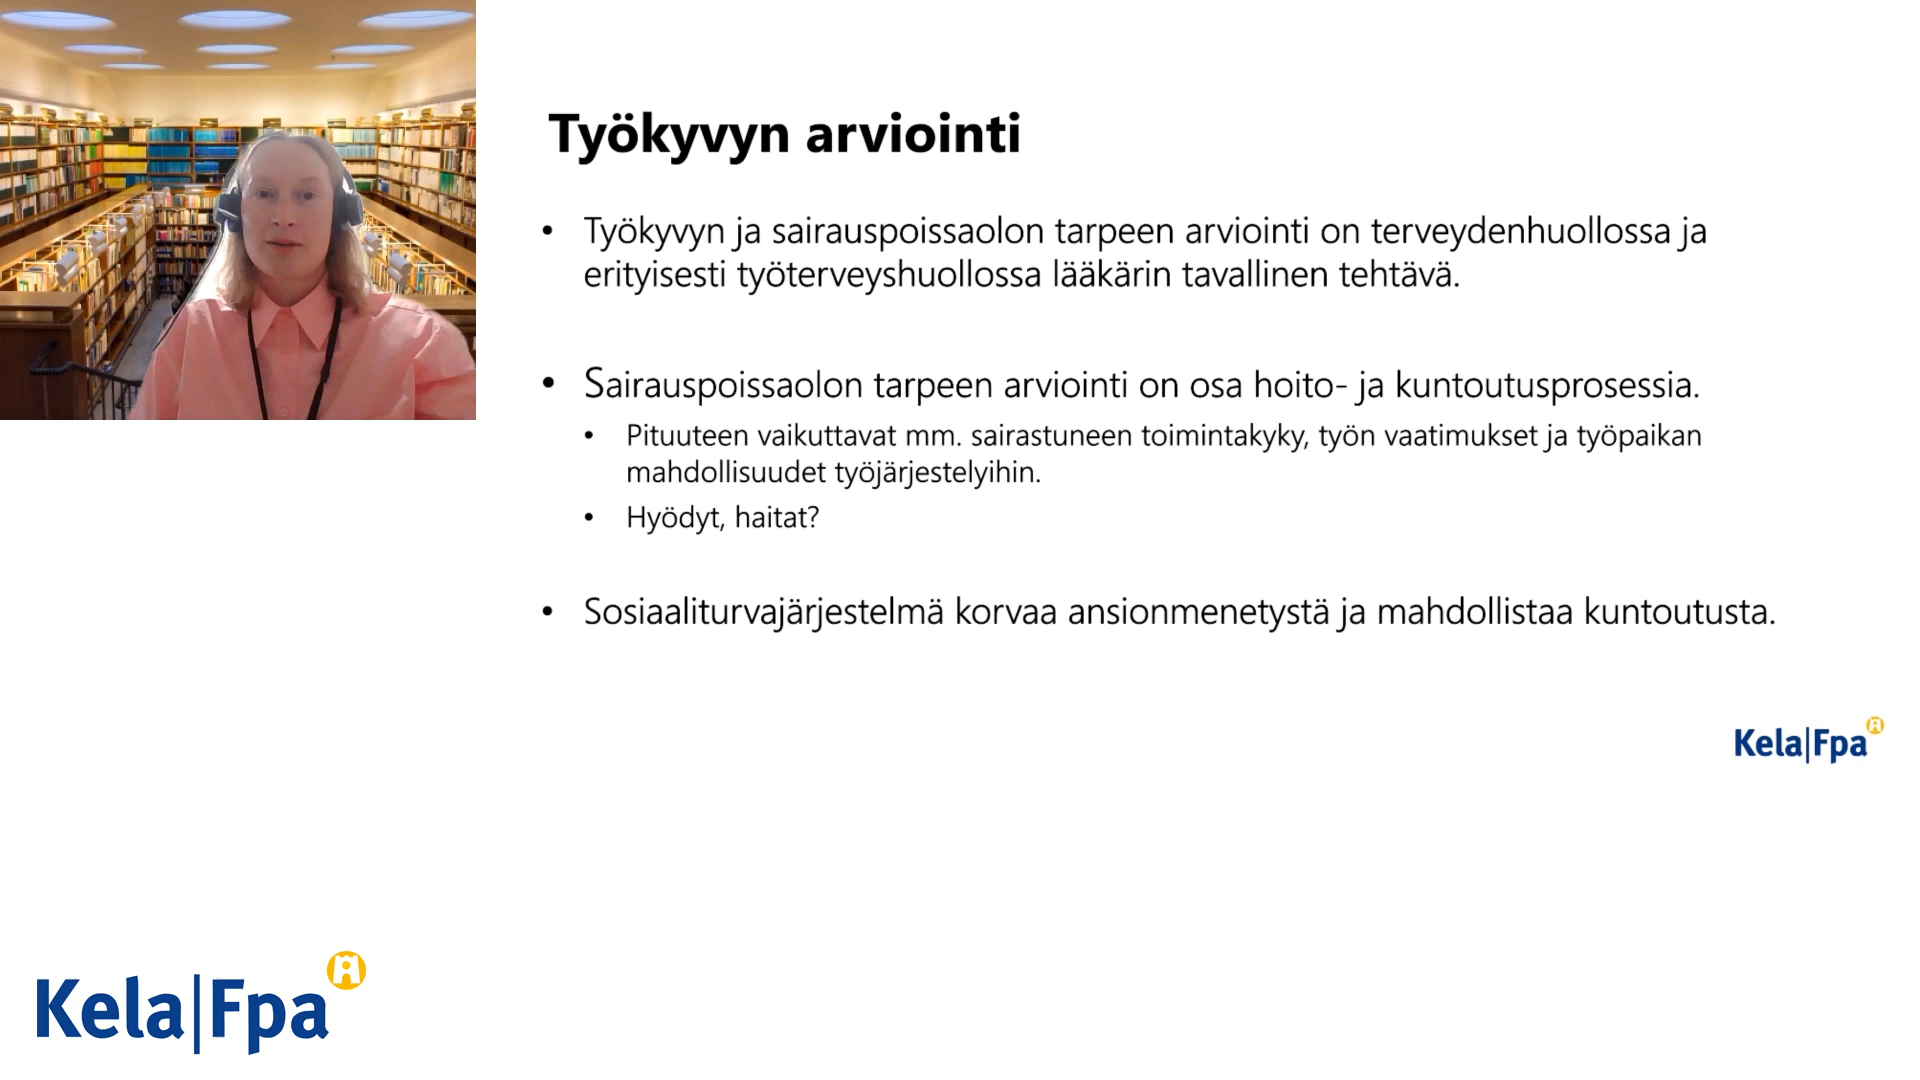 Työkyvyn arviointi
• Työkyvyn ja sairauspoissaolon tarpeen arviointi on terveydenhuollossa ja
erityisesti työterveyshuollossa lääkärin tavallinen tehtävä.
• Sairauspoissaolon tarpeen arviointi on osa hoito- ja kuntoutusprosessia.
• Pituuteen vaikuttavat mm. sairastuneen toimintakyky, työn vaatimukset ja työpaikan
mahdollisuudet työjärjestelyihin.
• Hyödyt, haitat?
• Sosiaaliturvajärjestelmä korvaa ansionmenetystä ja mahdollistaa kuntoutusta.
Kela|Fpa
Kela|Fpa